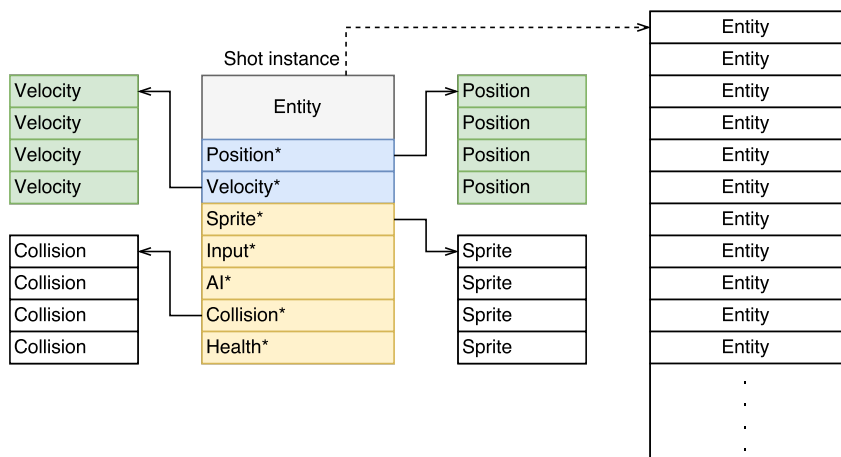 Shot instance
Velocity
Velocity
Velocity
Velocity
Collision
Collision
Collision
Collision
Entity
Position*
Velocity*
Sprite*
Input*
AI*
Collision*
Health*
Position
Position
Position
Position
Sprite
Sprite
Sprite
Sprite
Entity
Entity
Entity
Entity
Entity
Entity
Entity
Entity
Entity
Entity
Entity
.
.
.
.